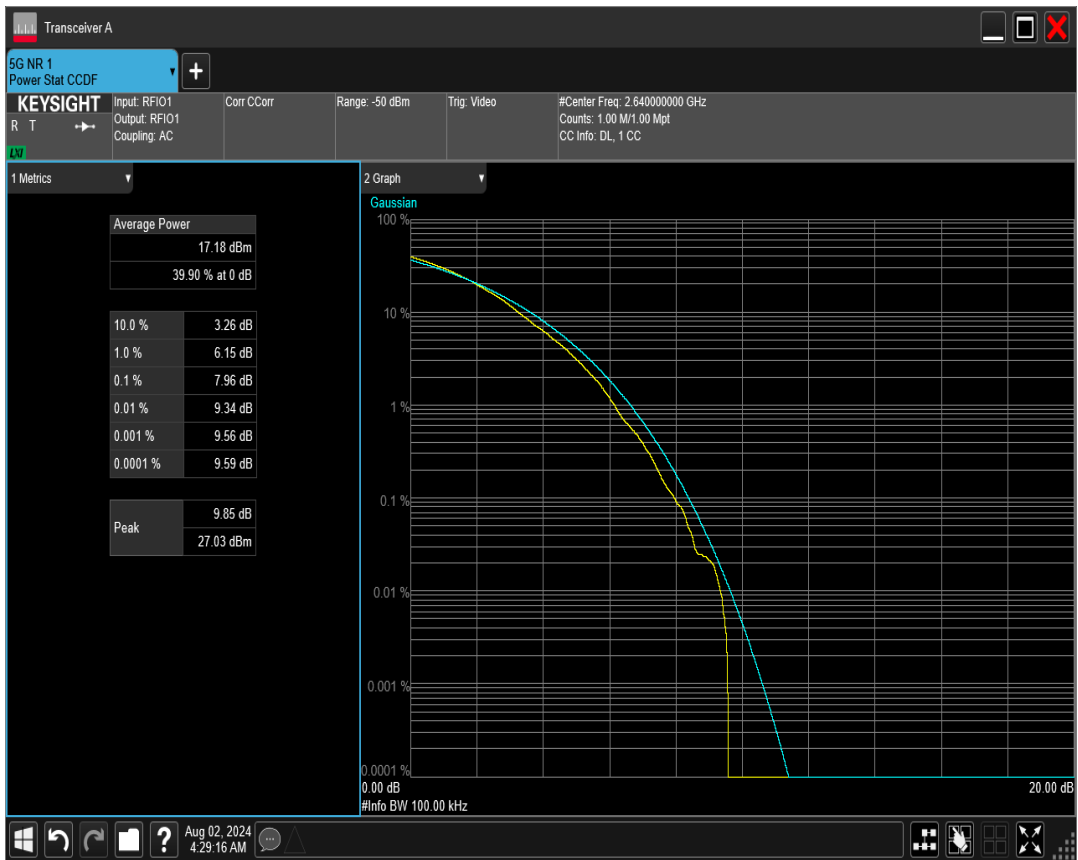 Transceiver A
5G NR 1
Power Stat CCDF
+
KEYSIGHT
R T
LXI
Input: RFIO1
Output: RFIO1
Coupling: AC
Corr CCorr
Range: -50 dBm
Trig: Video
#Center Freq: 2.640000000 GHz
Counts: 1.00 M/1.00 Mpt
CC Info: DL, 1 CC
1 Metrics
Average Power
17.18 dBm
39.90 % at 0 dB
10.0 % 3.26 dB
1.0 % 6.15 dB
0.1 % 7.96 dB
0.01 % 9.34 dB
0.001 % 9.56 dB
0.0001 % 9.59 dB
Peak
9.85 dB
27.03 dBm
2 Graph
Gaussian
100 %
10 %
1 %
0.1 %
0.01 %
0.001 %
0.0001 %
0.00 dB 20.00 dB
#Info BW 100.00 kHz
?
Aug 02, 2024
4:29:16 AM